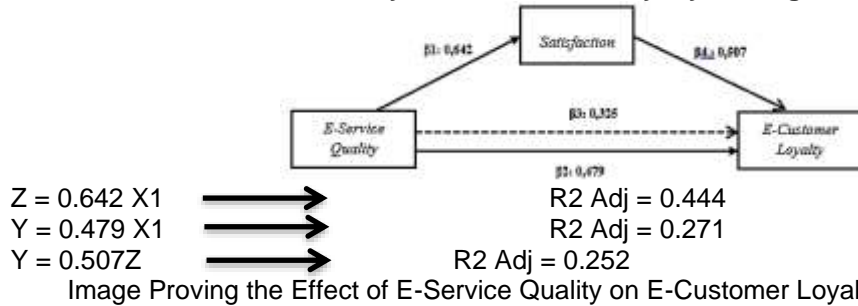 Satisfaction
β1: 0,642
β4.: 0,507
β3: 0,325
E-Service
Quality
E-Customer
Loyalty
β2: 0,479
Z = 0.642 X1 R2 Adj = 0.444
Y = 0.479 X1 R2 Adj = 0.271
Y = 0.507Z R2 Adj = 0.252
Image Proving the Effect of E-Service Quality on E-Customer Loyal